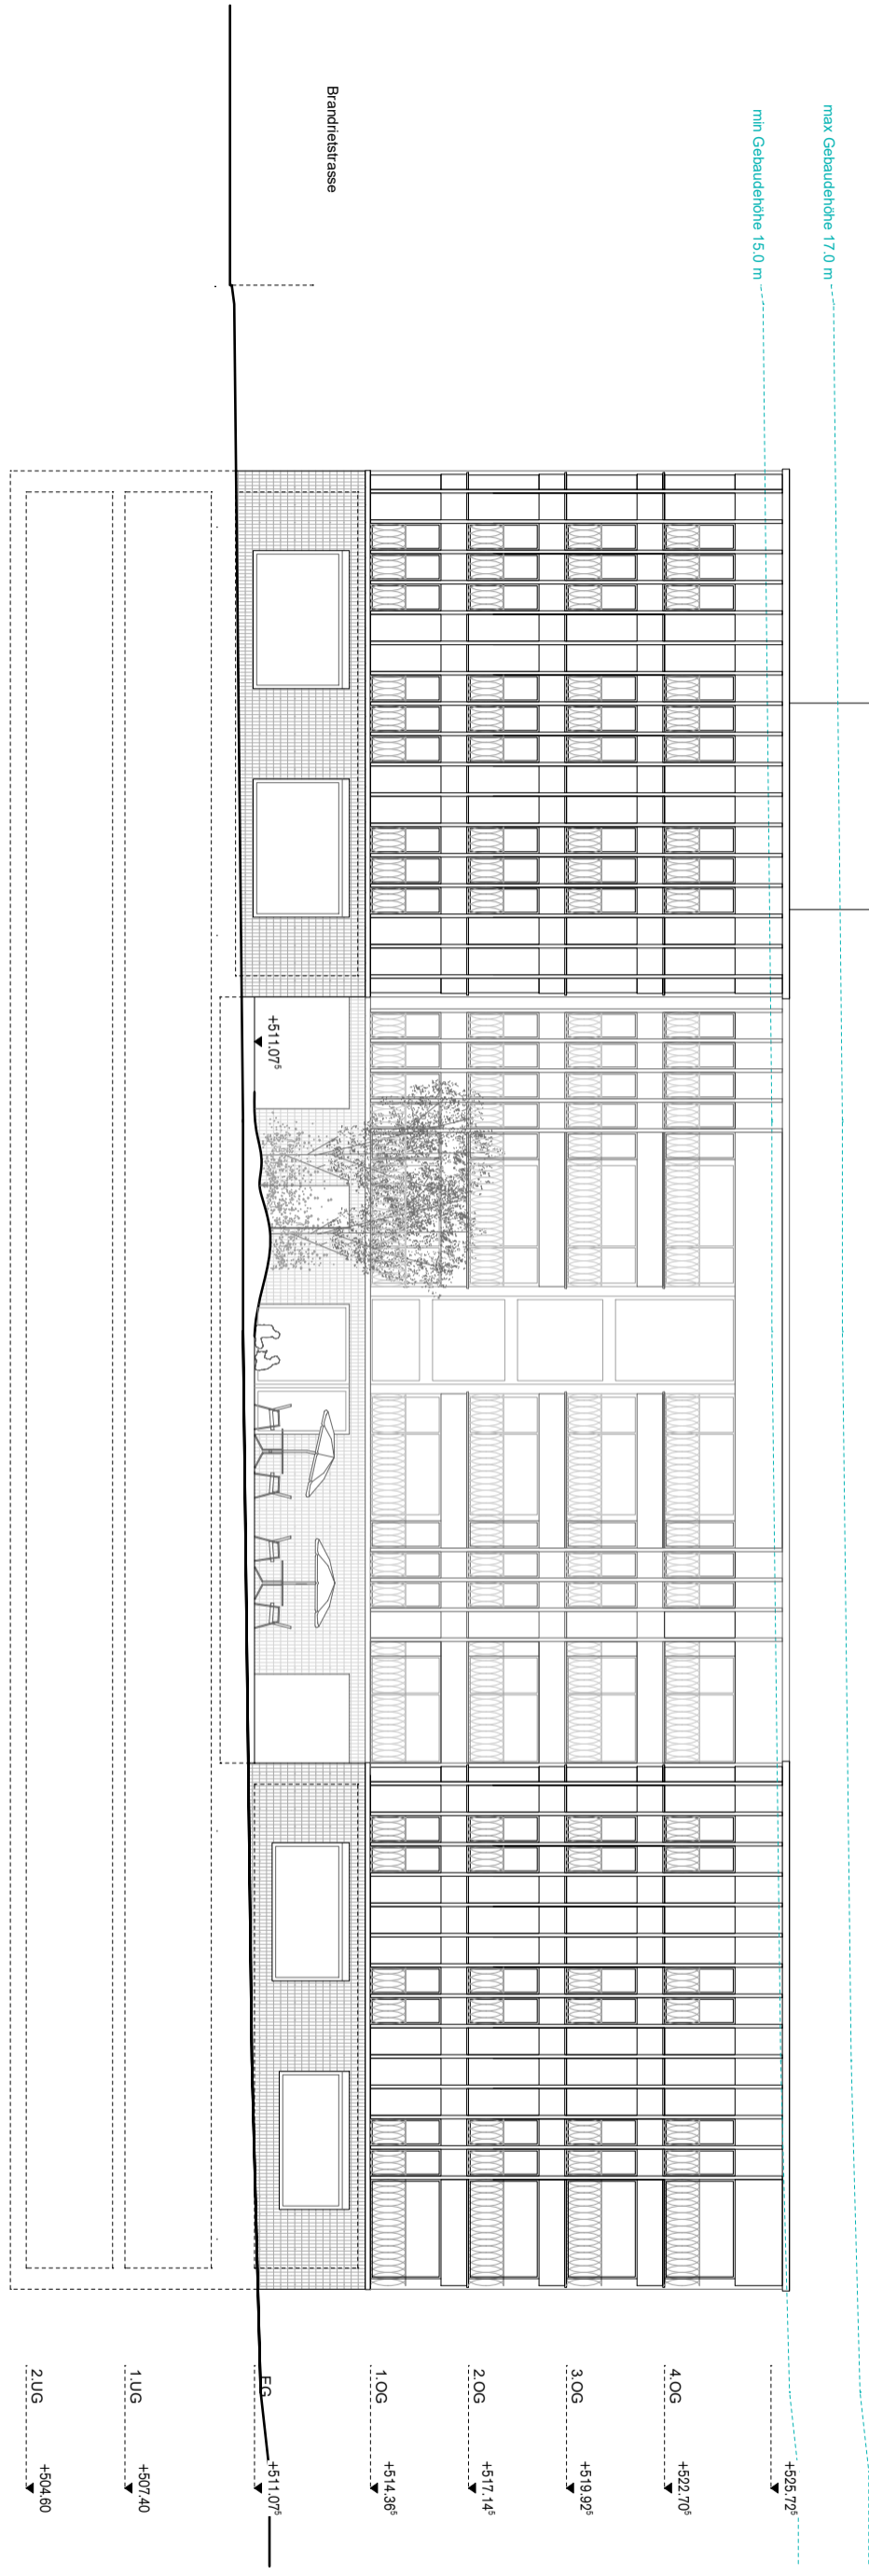 max Gebaudehöhe 17.0 m
min Gebaudehöhe 15.0 m
Brandrietstrasse
+511.07⁵
+525.72⁵
4.OG
+522.70⁵
3.OG
+519.92⁵
2.OG
+517.14⁵
1.OG
+514.36⁵
EG
+511.07⁵
1.UG
+507.40
2.UG
+504.60